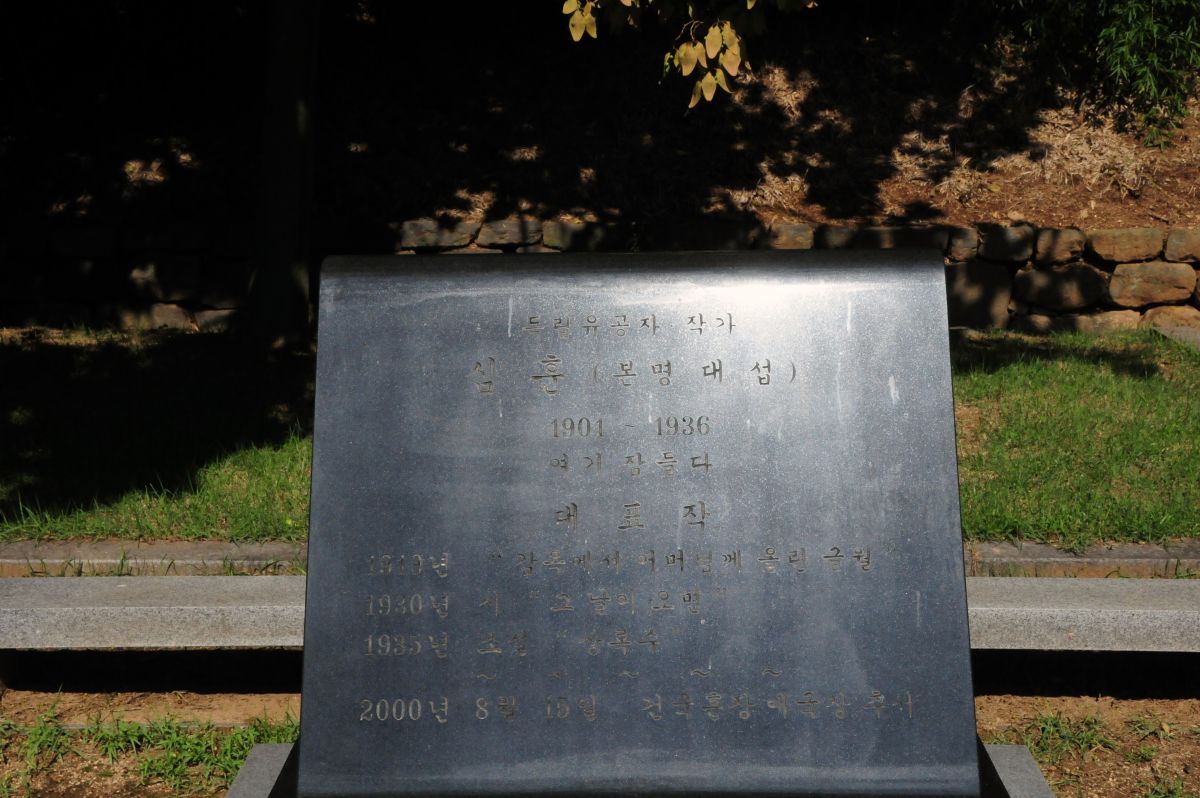 독립유공자 작가
심 훈 (본명 대섭)
1904 ~ 1936
여기 잠들다
대 표 작
1919년 "감옥에서 어머님께 올린 글월"
1930년 시 "오날의 오면"
1935년 소설 "상록수"
~ ~ ~ ~ ~
2000년 8월 15일 건국훈장애국장 추서